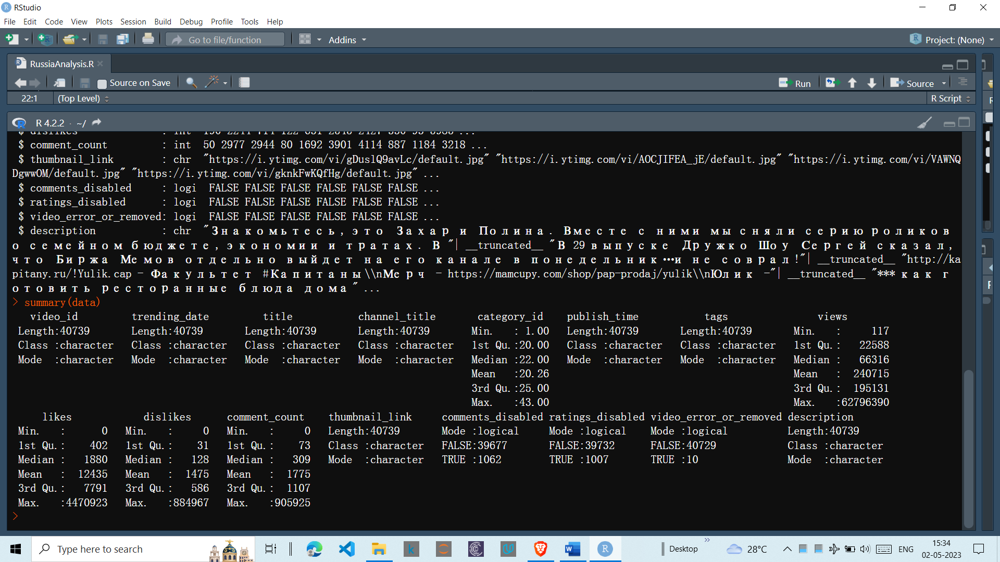 RStudio
File Edit Code View Plots Session Build Debug Profile Tools Help
Go to file/function Addins Project: (None)
RussiaAnalysis.R
Source on Save Run Source
22:1 (Top Level) R Script
R 4.2.2 · ~/
$ comment_count : int 50 2977 2944 80 1692 3901 4114 887 1184 3218 ...
$ thumbnail_link : chr "https://i.ytimg.com/vi/gDuslQ9avLc/default.jpg" "https://i.ytimg.com/vi/AOCJIFEA_jE/default.jpg" "https://i.ytimg.com/vi/VAWNQ
DgwwOM/default.jpg" "https://i.ytimg.com/vi/gknkFwKQfHg/default.jpg" ...
$ comments_disabled : logi FALSE FALSE FALSE FALSE FALSE FALSE ...
$ ratings_disabled : logi FALSE FALSE FALSE FALSE FALSE FALSE ...
$ video_error_or_removed: logi FALSE FALSE FALSE FALSE FALSE FALSE ...
$ description : chr "Знакомьтесь, это Захар и Полина. Вместе с ними мы сняли серию роликов
о семейном бюджете, экономии и тратах. В "| __truncated__ "В 29 выпуске Дружко Шоу Сергей сказал,
что Биржа Мемов отдельно выйдет на его канале в понедельник…и не соврал!"| __truncated__ "http://ka
pitany.ru/!Yulik.cap - Факультет #Капитаны\\nМерч - https://mamcupy.com/shop/pap-prodaj/yulik\\nЮлик -"| __truncated__ "*** как г
отовить ресторанные блюда дома" ...
> summary(data)
video_id trending_date title channel_title category_id publish_time tags views
Length:40739 Length:40739 Length:40739 Length:40739 Min. : 1.00 Length:40739 Length:40739 Min. : 117
Class :character Class :character Class :character Class :character 1st Qu.:20.00 Class :character Class :character 1st Qu.: 22588
Mode :character Mode :character Mode :character Mode :character Median :22.00 Mode :character Mode :character Median : 66316
Mean :20.26 Mean : 240715
3rd Qu.:25.00 3rd Qu.: 195131
Max. :43.00 Max. :62796390
likes dislikes comment_count thumbnail_link comments_disabled ratings_disabled video_error_or_removed description
Min. : 0 Min. : 0 Min. : 0 Length:40739 Mode :logical Mode :logical Mode :logical Length:40739
1st Qu.: 402 1st Qu.: 31 1st Qu.: 73 Class :character FALSE:39677 FALSE:39732 FALSE:40729 Class :character
Median : 1880 Median : 128 Median : 309 Mode :character TRUE :1062 TRUE :1007 TRUE :10 Mode :character
Mean : 12435 Mean : 1475 Mean : 1775
3rd Qu.: 7791 3rd Qu.: 586 3rd Qu.: 1107
Max. :4470923 Max. :884967 Max. :905925
>
Type here to search Desktop 28°C ENG 15:34
02-05-2023